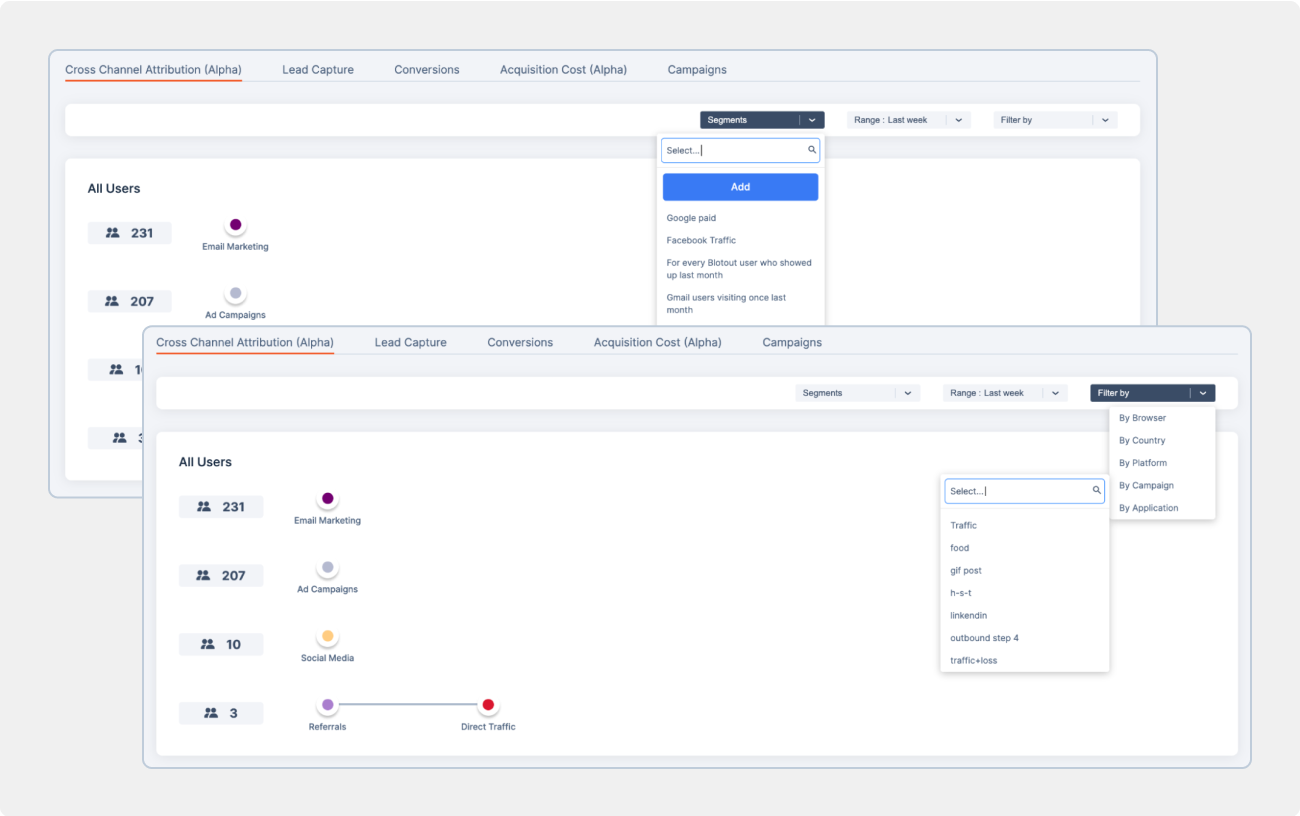 Cross Channel Attribution (Alpha)
Lead Capture
Conversions
Acquisition Cost (Alpha)
Campaigns
Segments
Range : Last week
Filter by
Select...
Add
Google paid
Facebook Traffic
For every Blotout user who showed
up last month
Gmail users visiting once last
month
All Users
231
Email Marketing
207
Ad Campaigns
Cross Channel Attribution (Alpha)
Lead Capture
Conversions
Acquisition Cost (Alpha)
Campaigns
Segments
Range : Last week
Filter by
By Browser
By Country
By Platform
By Campaign
By Application
Select...
Traffic
food
gif post
h-s-t
linkendin
outbound step 4
traffic+loss
All Users
231
Email Marketing
207
Ad Campaigns
10
Social Media
3
Referrals
Direct Traffic